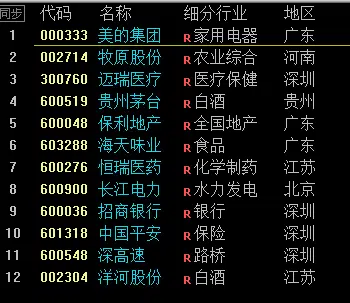 同步 代码 名称 细分行业 地区
1 000333 美的集团 R 家用电器 广东
2 002714 牧原股份 R 农业综合 河南
3 300760 迈瑞医疗 R 医疗保健 深圳
4 600519 贵州茅台 R 白酒 贵州
5 600048 保利地产 R 全国地产 广东
6 603288 海天味业 R 食品 广东
7 600276 恒瑞医药 R 化学制药 江苏
8 600900 长江电力 R 水力发电 北京
9 600036 招商银行 R 银行 深圳
10 601318 中国平安 R 保险 深圳
11 600548 深高速 R 路桥 深圳
12 002304 洋河股份 R 白酒 江苏